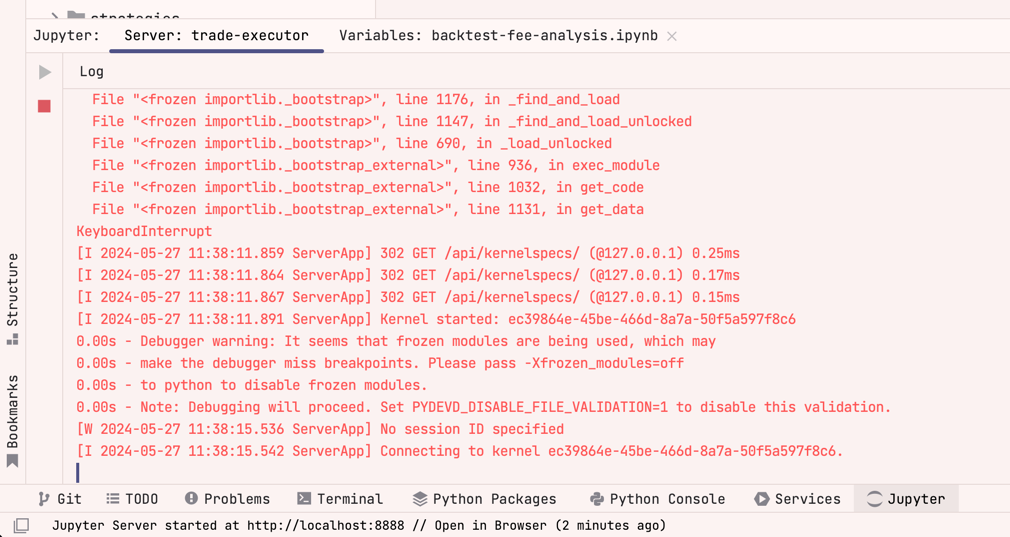 strategies
Jupyter: Server: trade-executor Variables: backtest-fee-analysis.ipynb
Log
File "<frozen importlib._bootstrap>", line 1176, in _find_and_load
File "<frozen importlib._bootstrap>", line 1147, in _find_and_load_unlocked
File "<frozen importlib._bootstrap>", line 690, in _load_unlocked
File "<frozen importlib._bootstrap_external>", line 936, in exec_module
File "<frozen importlib._bootstrap_external>", line 1032, in get_code
File "<frozen importlib._bootstrap_external>", line 1131, in get_data
KeyboardInterrupt
[I 2024-05-27 11:38:11.859 ServerApp] 302 GET /api/kernelspecs/ (@127.0.0.1) 0.25ms
[I 2024-05-27 11:38:11.864 ServerApp] 302 GET /api/kernelspecs/ (@127.0.0.1) 0.17ms
[I 2024-05-27 11:38:11.867 ServerApp] 302 GET /api/kernelspecs/ (@127.0.0.1) 0.15ms
[I 2024-05-27 11:38:11.891 ServerApp] Kernel started: ec39864e-45be-466d-8a7a-50f5a597f8c6
0.00s - Debugger warning: It seems that frozen modules are being used, which may
0.00s - make the debugger miss breakpoints. Please pass -Xfrozen_modules=off
0.00s - to python to disable frozen modules.
0.00s - Note: Debugging will proceed. Set PYDEVD_DISABLE_FILE_VALIDATION=1 to disable this validation.
[W 2024-05-27 11:38:15.536 ServerApp] No session ID specified
[I 2024-05-27 11:38:15.542 ServerApp] Connecting to kernel ec39864e-45be-466d-8a7a-50f5a597f8c6.
Structure
Bookmarks
Git TODO Problems Terminal Python Packages Python Console Services Jupyter
Jupyter Server started at http://localhost:8888 // Open in Browser (2 minutes ago)